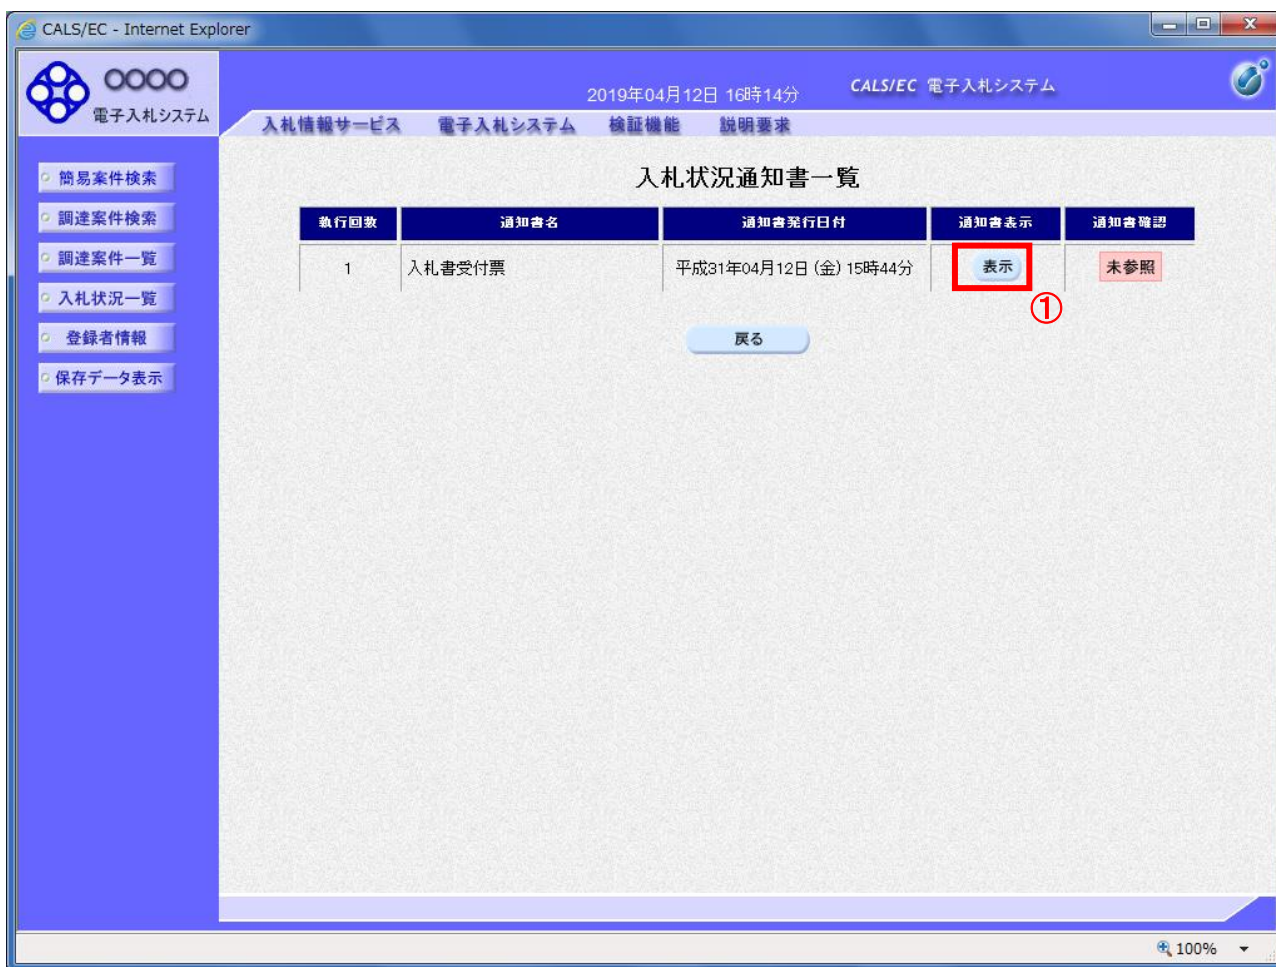 CALS/EC - Internet Explorer
○○○○
電子入札システム
2019年04月12日 16時14分
CALS/EC 電子入札システム
入札情報サービス 電子入札システム 検証機能 説明要求
簡易案件検索
調達案件検索
調達案件一覧
入札状況一覧
登録者情報
保存データ表示
入札状況通知書一覧
執行回数 通知書名 通知書発行日付 通知書表示 通知書確認
1 入札書受付票 平成31年04月12日(金)15時44分 表示 未参照
①
戻る
100%